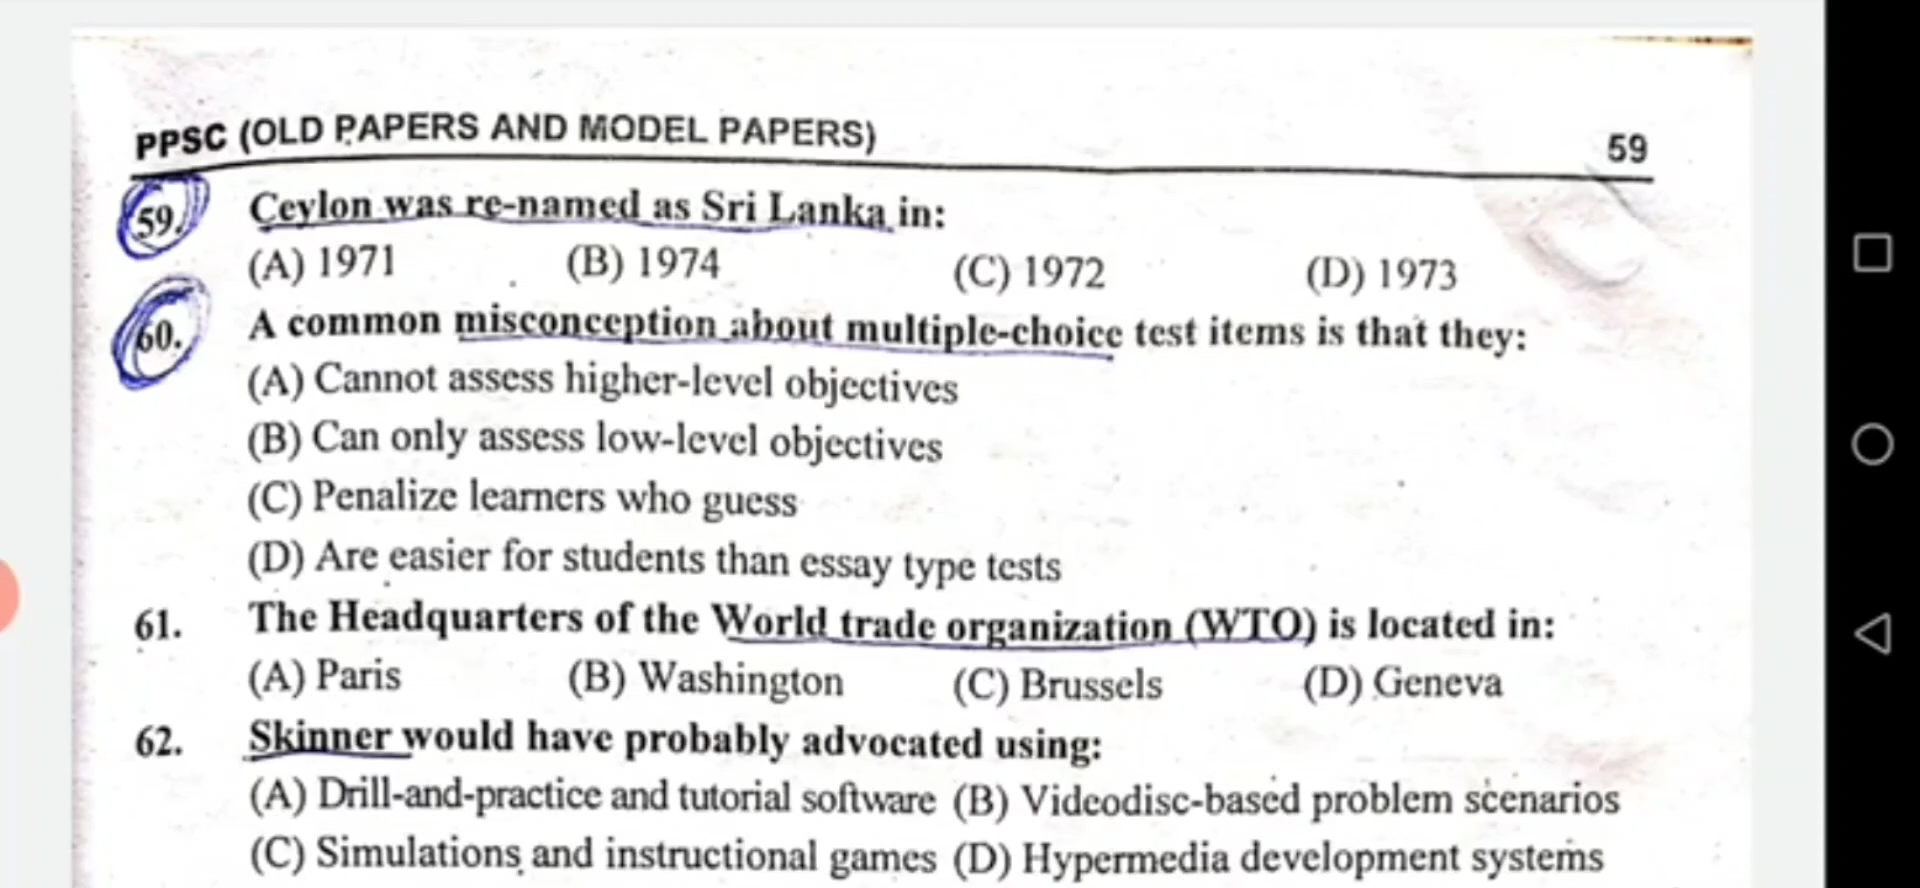 PPSC (OLD PAPERS AND MODEL PAPERS) 59
59. Ceylon was re-named as Sri Lanka in:
(A) 1971 (B) 1974 (C) 1972 (D) 1973
60. A common misconception about multiple-choice test items is that they:
(A) Cannot assess higher-level objectives
(B) Can only assess low-level objectives
(C) Penalize learners who guess
(D) Are easier for students than essay type tests
61. The Headquarters of the World trade organization (WTO) is located in:
(A) Paris (B) Washington (C) Brussels (D) Geneva
62. Skinner would have probably advocated using:
(A) Drill-and-practice and tutorial software (B) Videodisc-based problem scenarios
(C) Simulations and instructional games (D) Hypermedia development systems